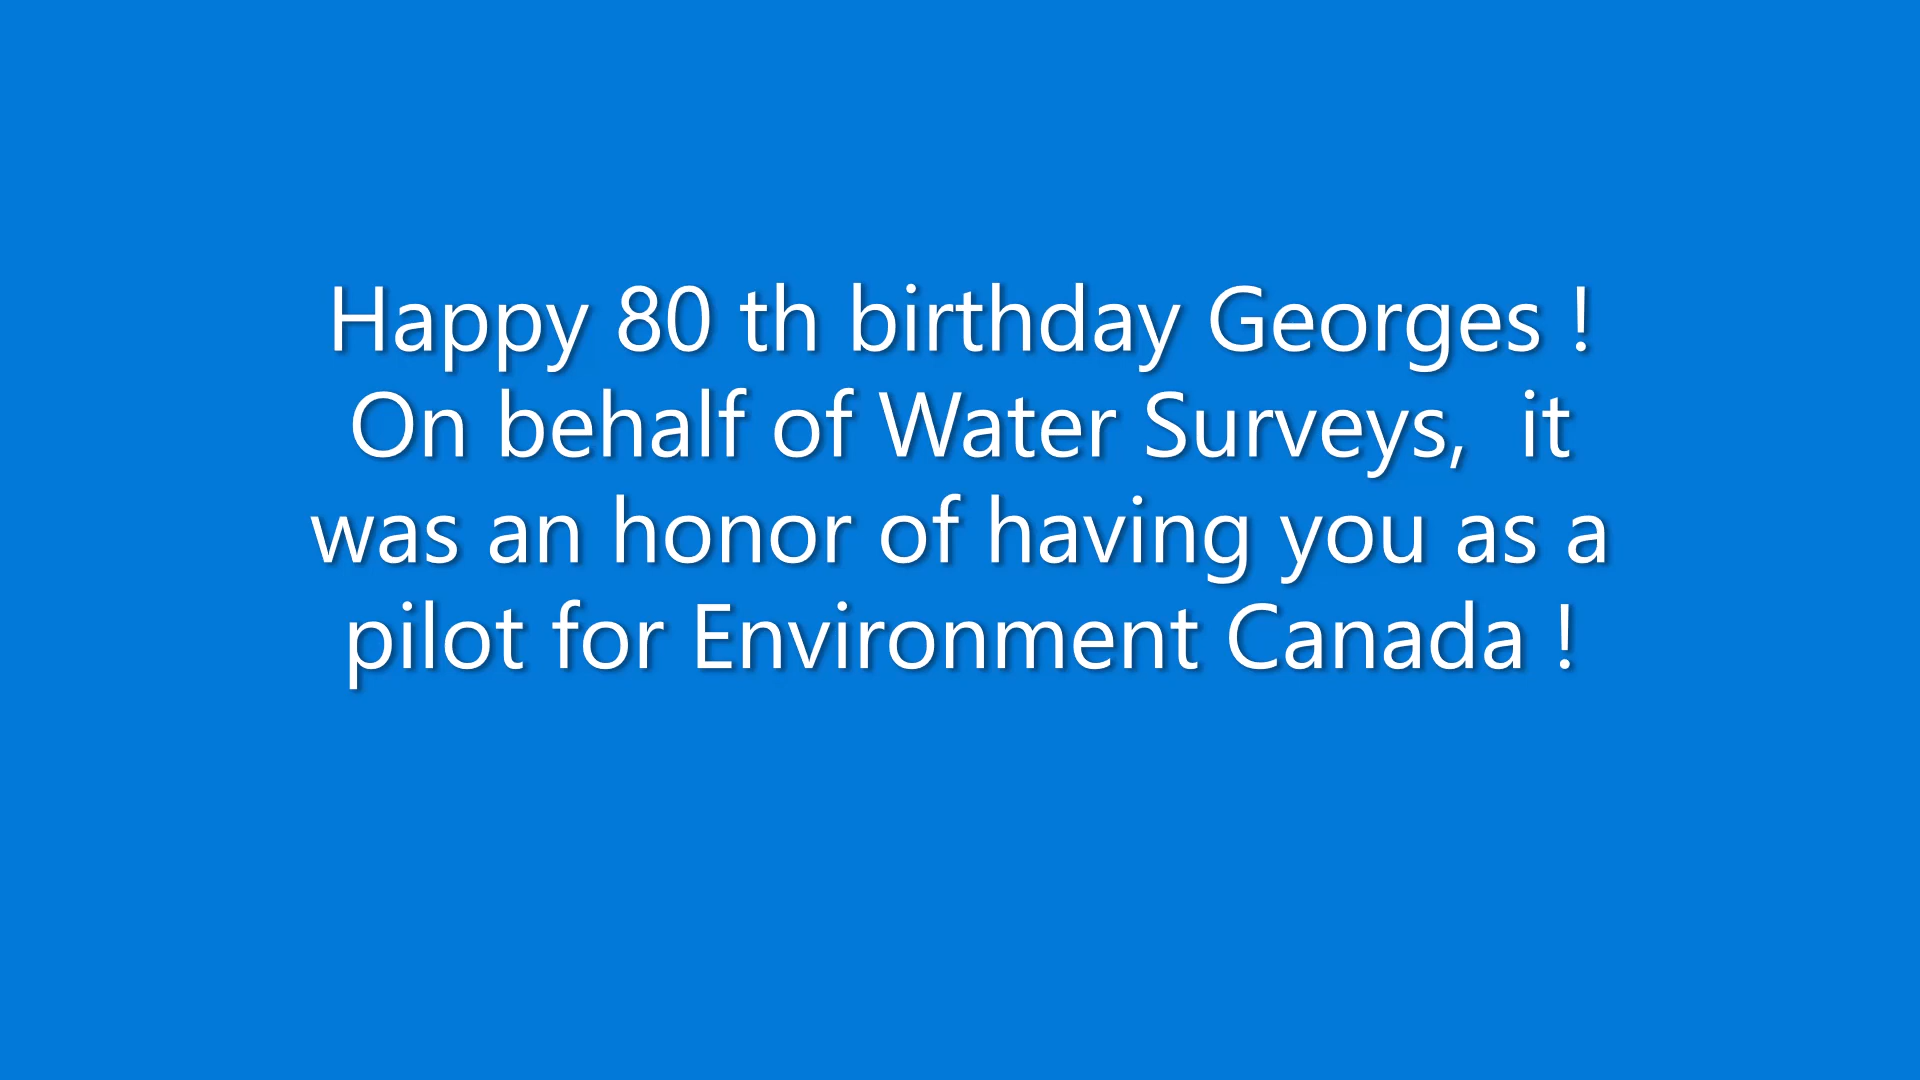 Happy 80 th birthday Georges !
On behalf of Water Surveys,  it
was an honor of having you as a
pilot for Environment Canada !